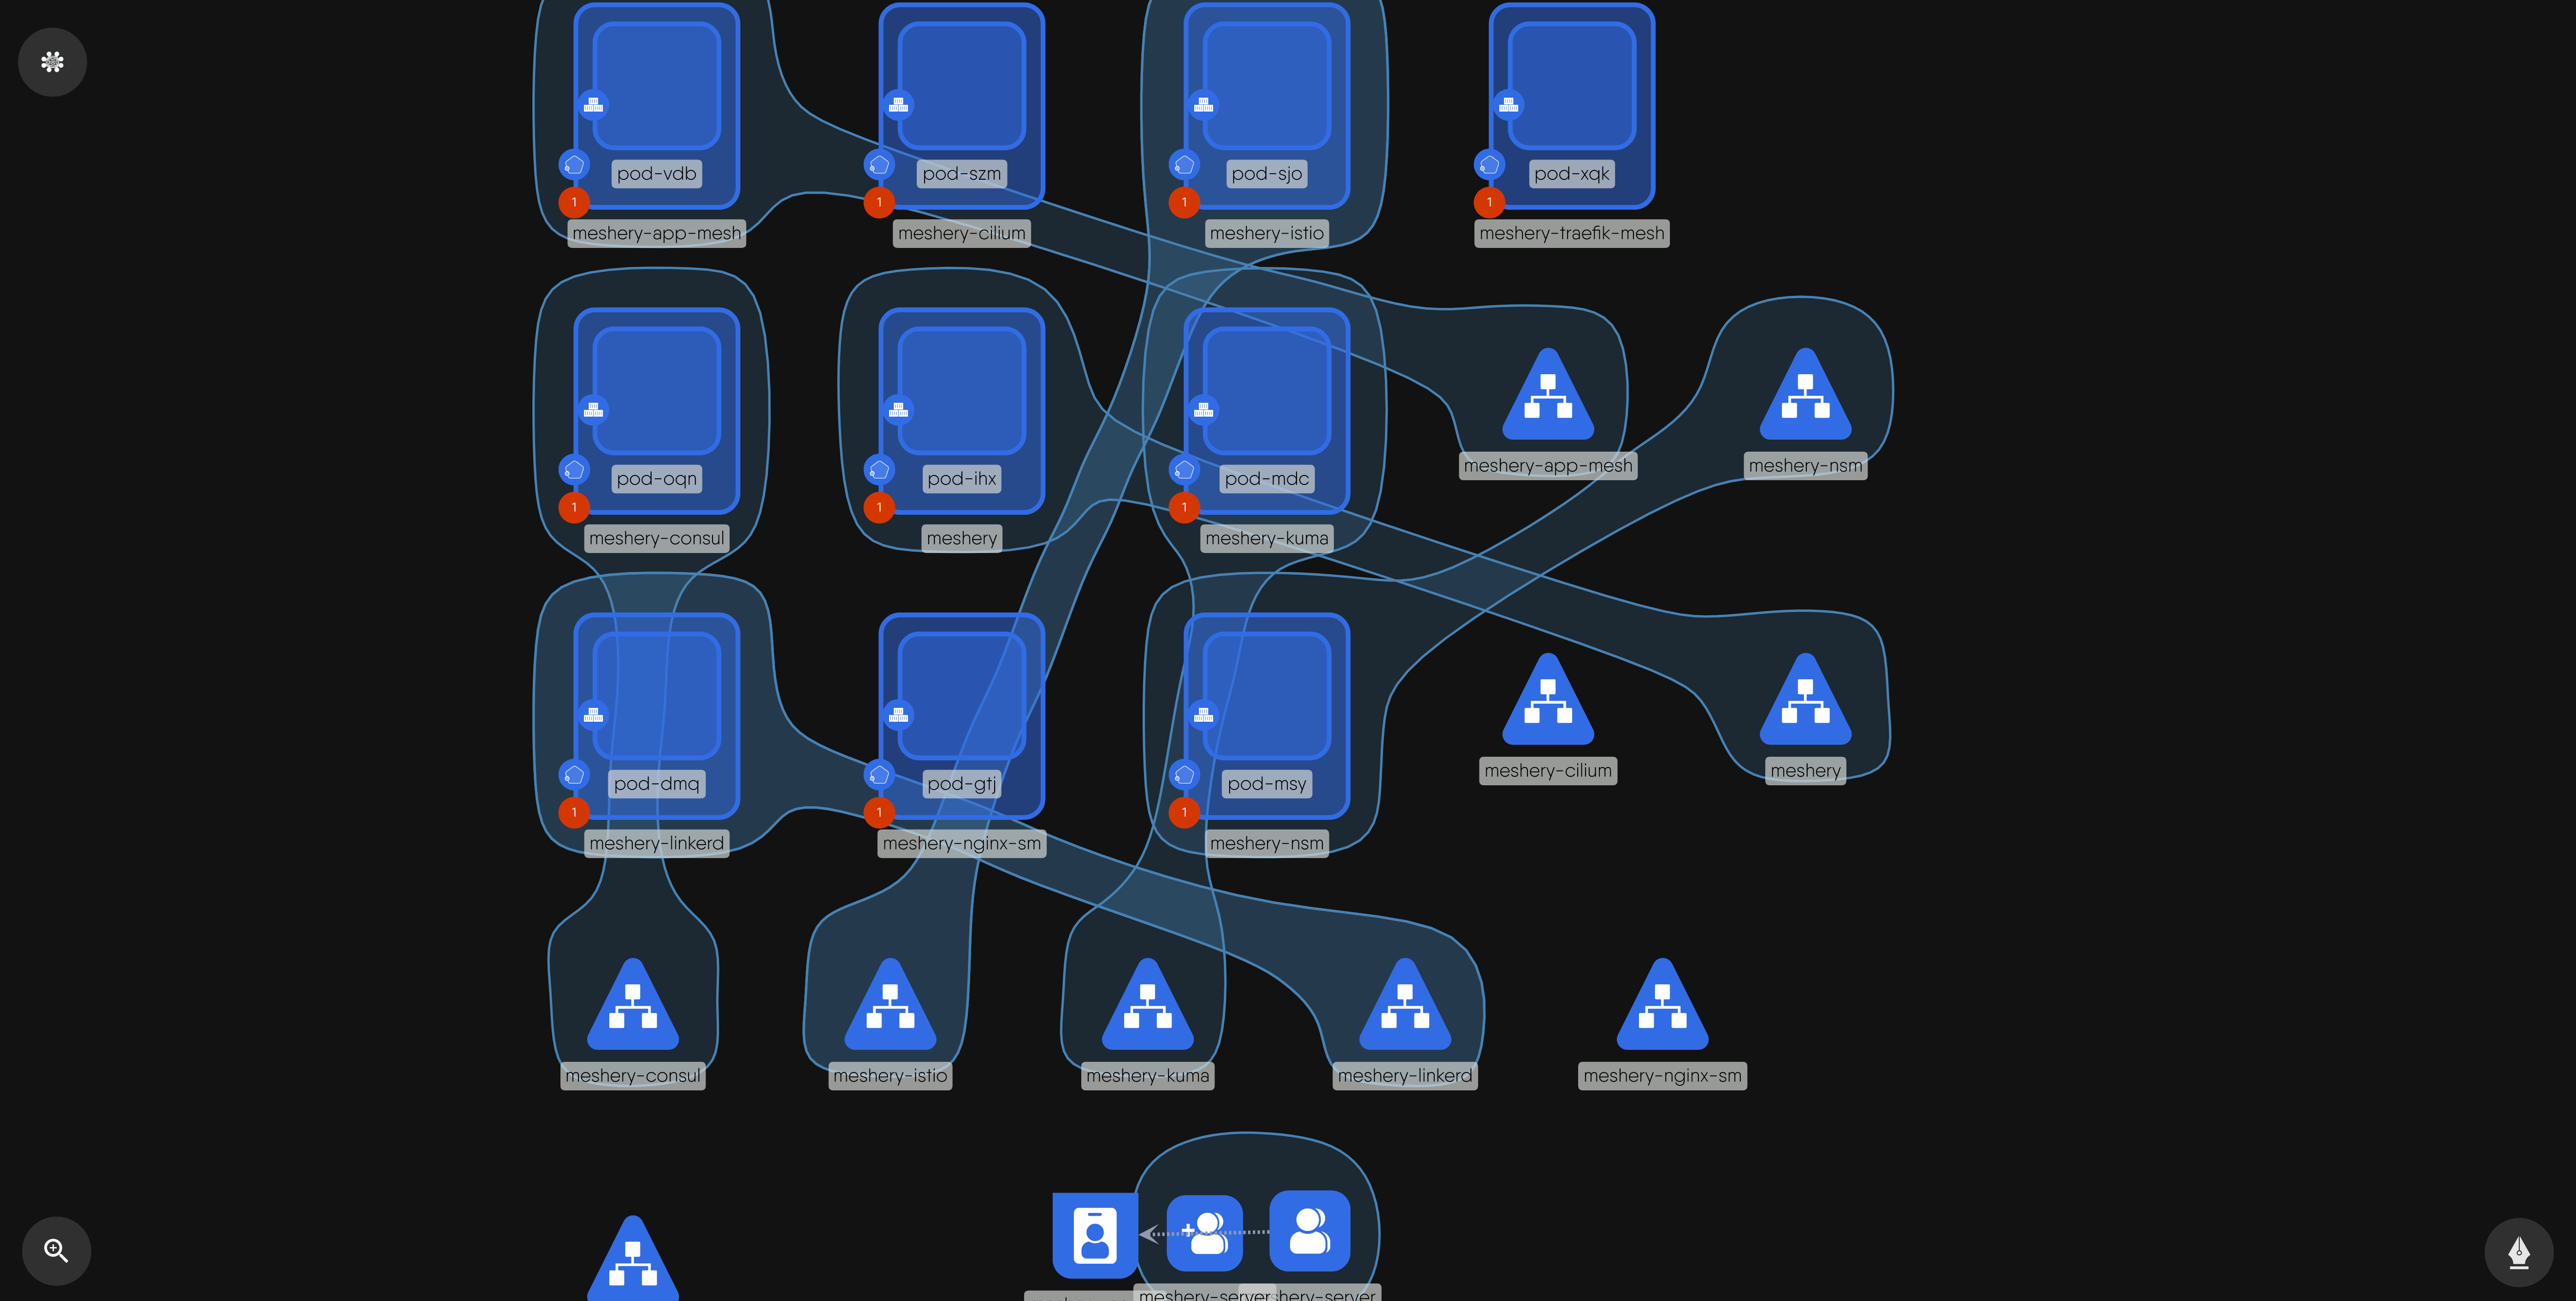 pod-vdb
pod-szm
pod-sjo
pod-xqk
1
1
1
1
meshery-app-mesh
meshery-cilium
meshery-istio
meshery-traefik-mesh
pod-oqn
pod-ihx
pod-mdc
meshery-app-mesh
meshery-nsm
1
1
1
meshery-consul
meshery
meshery-kuma
pod-dmq
pod-gtj
pod-msy
meshery-cilium
meshery
1
1
1
meshery-linkerd
meshery-nginx-sm
meshery-nsm
meshery-consul
meshery-istio
meshery-kuma
meshery-linkerd
meshery-nginx-sm
meshery-server